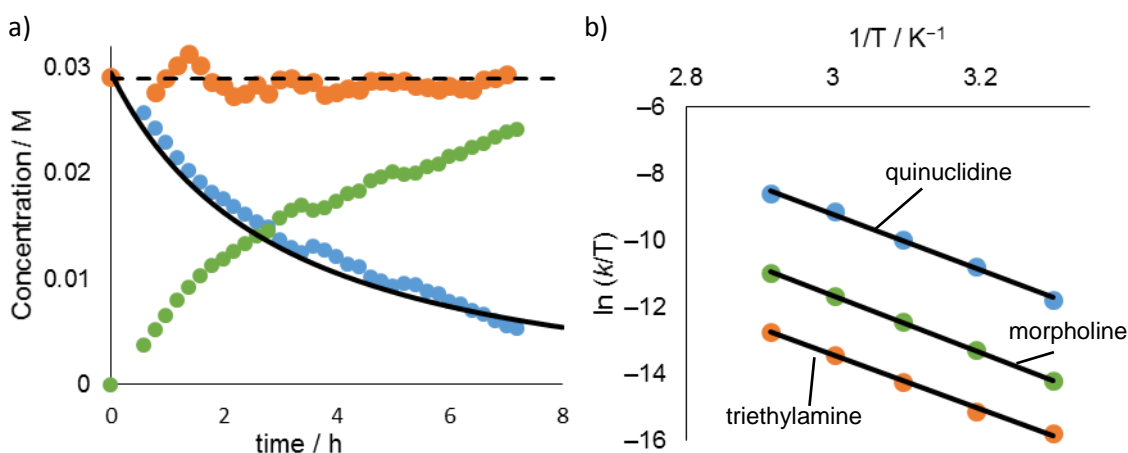 a)
Concentration / M
0.03
0.02
0.01
0
0
2
4
6
8
time / h
b)
1/T / K⁻¹
2.8
3
3.2
ln (k/T)
–6
–8
–10
–12
–14
–16
quinuclidine
morpholine
triethylamine